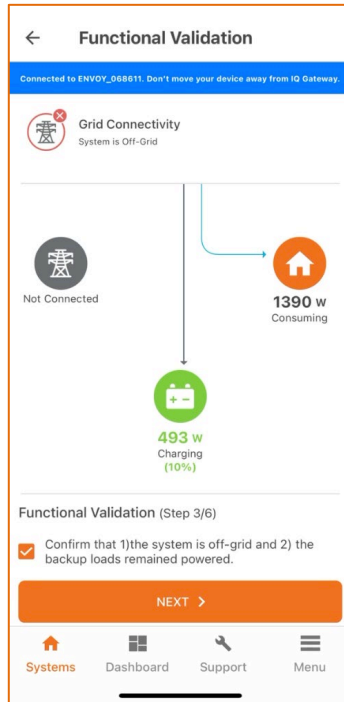 Functional Validation
Connected to ENVOY_068611. Don't move your device away from IQ Gateway.
Grid Connectivity
System is Off-Grid
Not Connected
1390 W
Consuming
493 W
Charging
(10%)
Functional Validation (Step 3/6)
Confirm that 1)the system is off-grid and 2) the
backup loads remained powered.
NEXT
Systems
Dashboard
Support
Menu